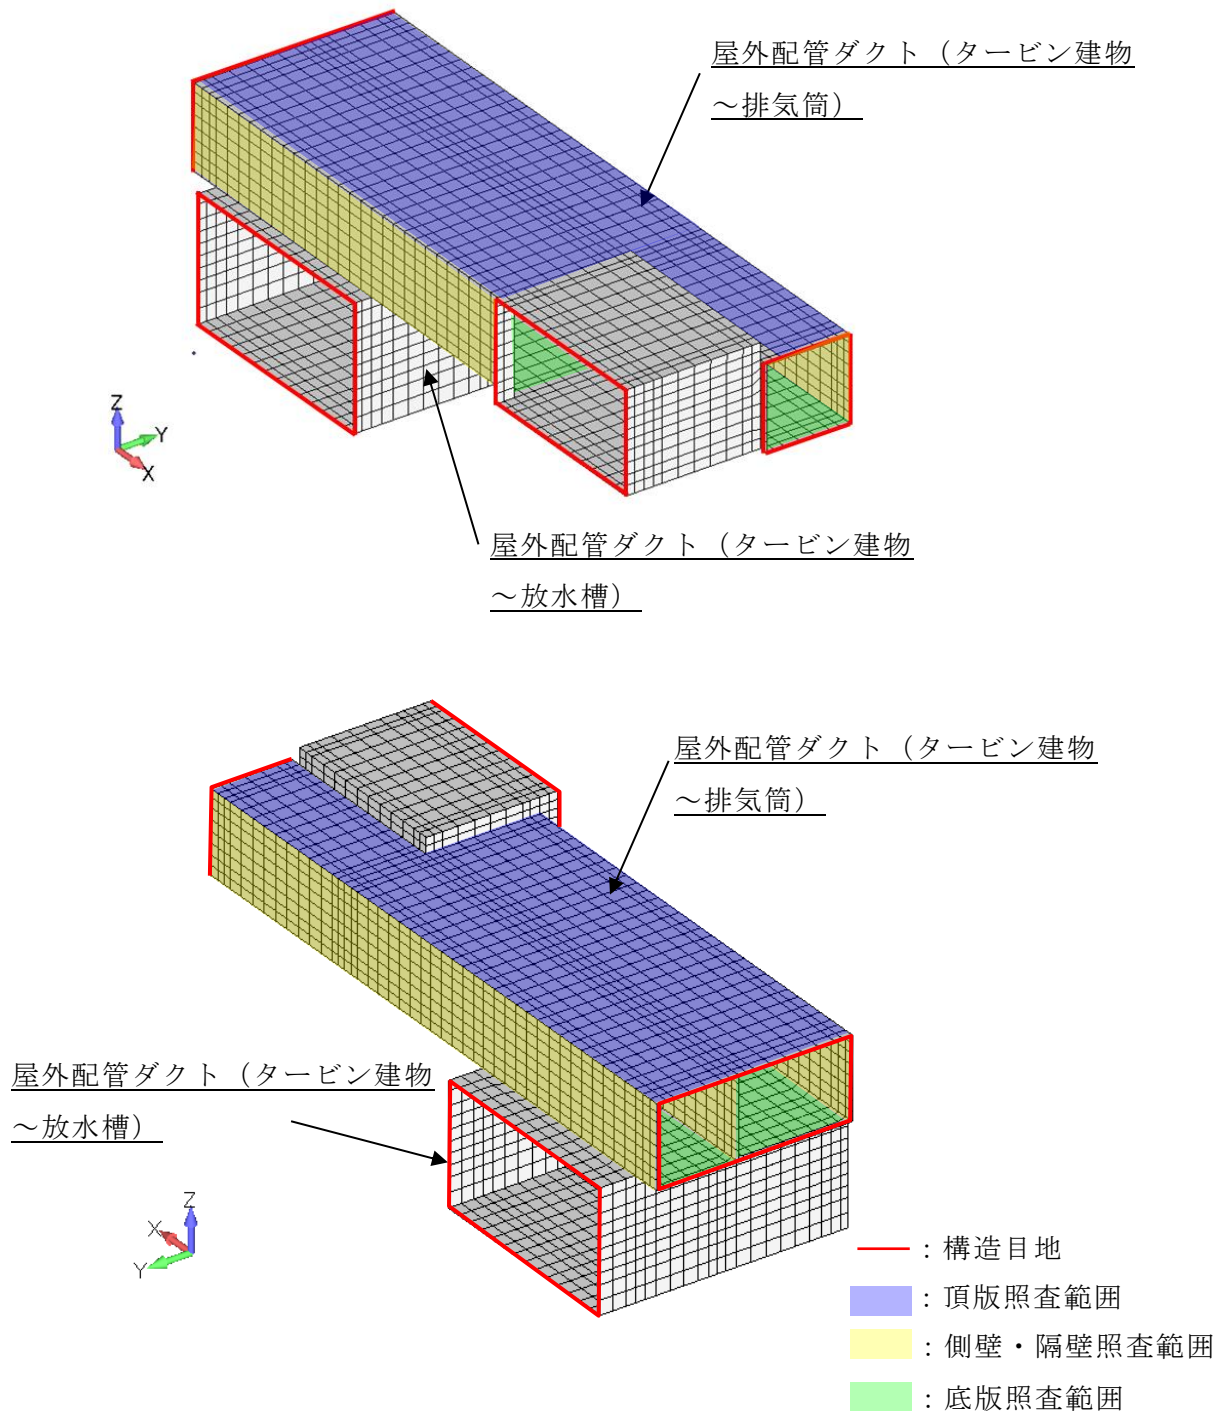 屋外配管ダクト（タービン建物
～排気筒）
Z
Y
X
屋外配管ダクト（タービン建物
～放水槽）
屋外配管ダクト（タービン建物
～排気筒）
屋外配管ダクト（タービン建物
～放水槽）
Z
X
Y
：構造目地
：頂版照査範囲
：側壁・隔壁照査範囲
：底版照査範囲